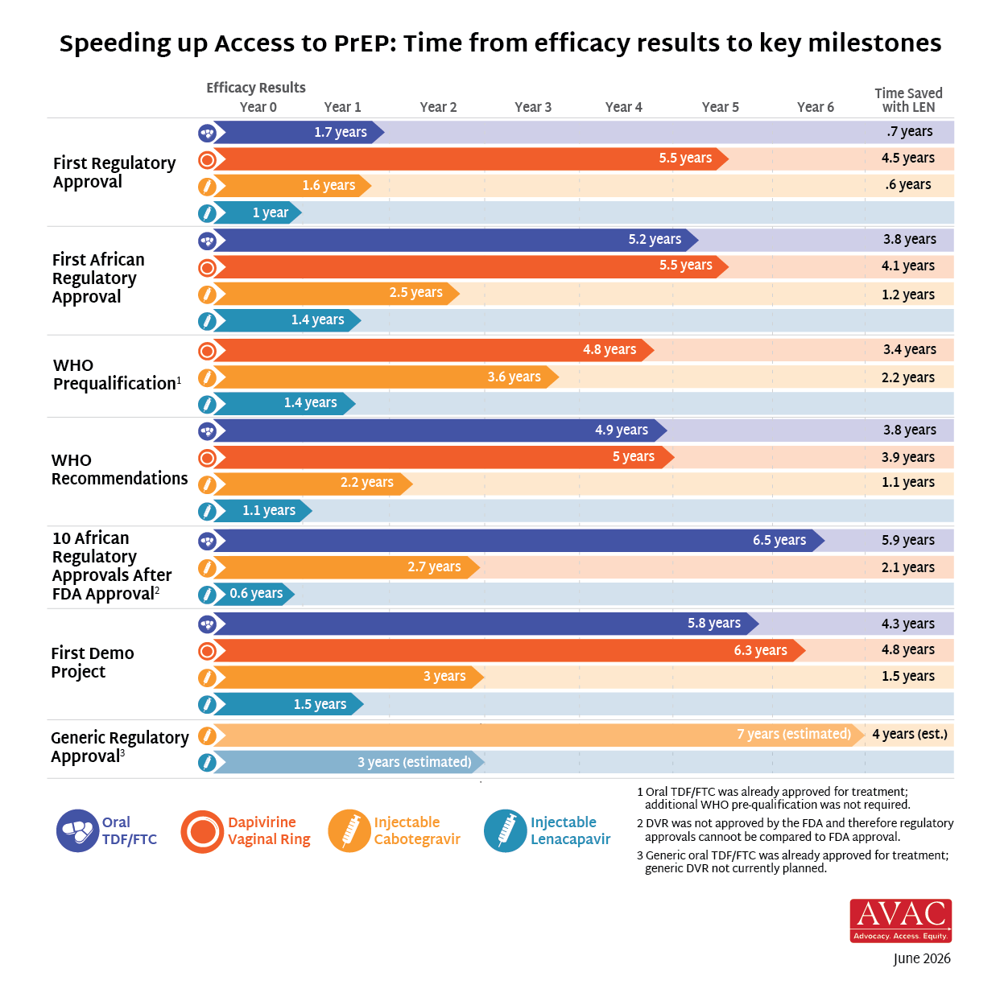 Speeding up Access to PrEP: Time from efficacy results to key milestones
Efficacy Results
Year 0 Year 1 Year 2 Year 3 Year 4 Year 5 Year 6
Time Saved
with LEN
First Regulatory
Approval
1.7 years .7 years
5.5 years 4.5 years
1.6 years .6 years
1 year
First African
Regulatory
Approval
5.2 years 3.8 years
5.5 years 4.1 years
2.5 years 1.2 years
1.4 years
WHO
Prequalification1
4.8 years 3.4 years
3.6 years 2.2 years
1.4 years
WHO
Recommendations
4.9 years 3.8 years
5 years 3.9 years
2.2 years 1.1 years
1.1 years
10 African
Regulatory
Approvals After
FDA Approval2
6.5 years 5.9 years
2.7 years 2.1 years
0.6 years
First Demo
Project
5.8 years 4.3 years
6.3 years 4.8 years
3 years 1.5 years
1.5 years
Generic Regulatory
Approval3
7 years (estimated) 4 years (est.)
3 years (estimated)
Oral
TDF/FTC
Dapivirine
Vaginal Ring
Injectable
Cabotegravir
Injectable
Lenacapavir
1 Oral TDF/FTC was already approved for treatment;
additional WHO pre-qualification was not required.
2 DVR was not approved by the FDA and therefore regulatory
approvals cannoot be compared to FDA approval.
3 Generic oral TDF/FTC was already approved for treatment;
generic DVR not currently planned.
AVAC
Advocacy. Access. Equity.
June 2026